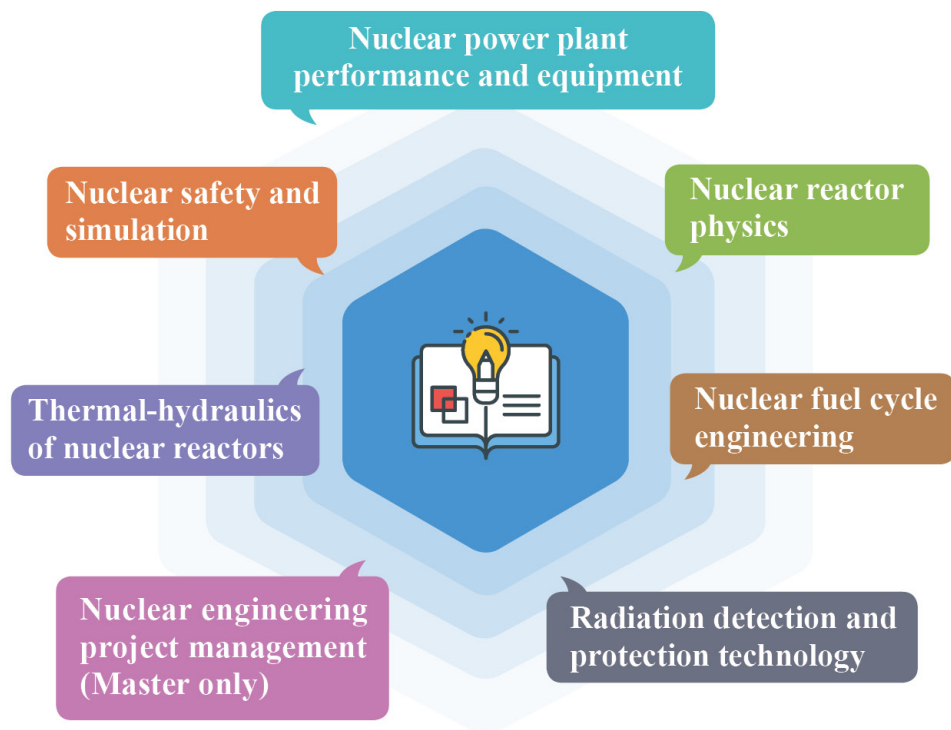 Nuclear power plant
performance and equipment
Nuclear safety and
simulation
Nuclear reactor
physics
Thermal-hydraulics
of nuclear reactors
Nuclear fuel cycle
engineering
Nuclear engineering
project management
(Master only)
Radiation detection and
protection technology